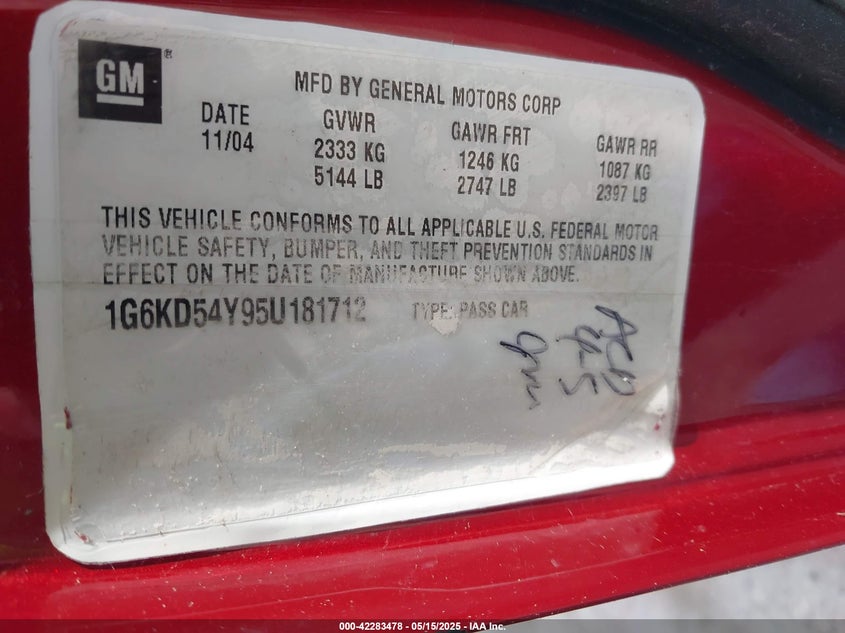 GM®
MFD BY GENERAL MOTORS CORP
DATE GVWR GAWR FRT GAWR RR
11/04 2333 KG 1246 KG 1087 KG
5144 LB 2747 LB 2397 LB
THIS VEHICLE CONFORMS TO ALL APPLICABLE U.S. FEDERAL MOTOR
VEHICLE SAFETY, BUMPER, AND THEFT PREVENTION STANDARDS IN
EFFECT ON THE DATE OF MANUFACTURE SHOWN ABOVE.
1G6KD54Y95U181712 TYPE: PASS CAR
000-42283478 - 05/15/2025 - IAA Inc.